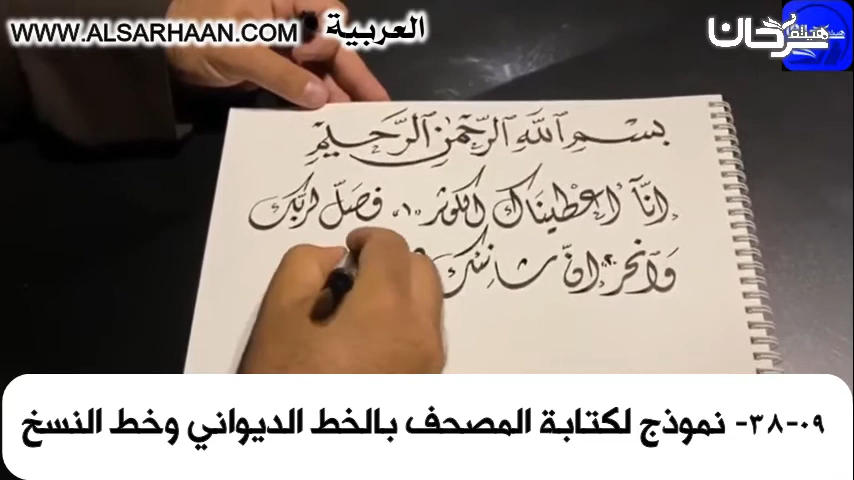 WWW.ALSARHAAN.COM العربية
هيثم سرحان
بسم الله الرحمن الرحيم
إنا أعطيناك الكوثر ١ فصل لربك
وانحر ٢ إن شانئك
٠٩-٣٨- نموذج لكتابة المصحف بالخط الديواني وخط النسخ